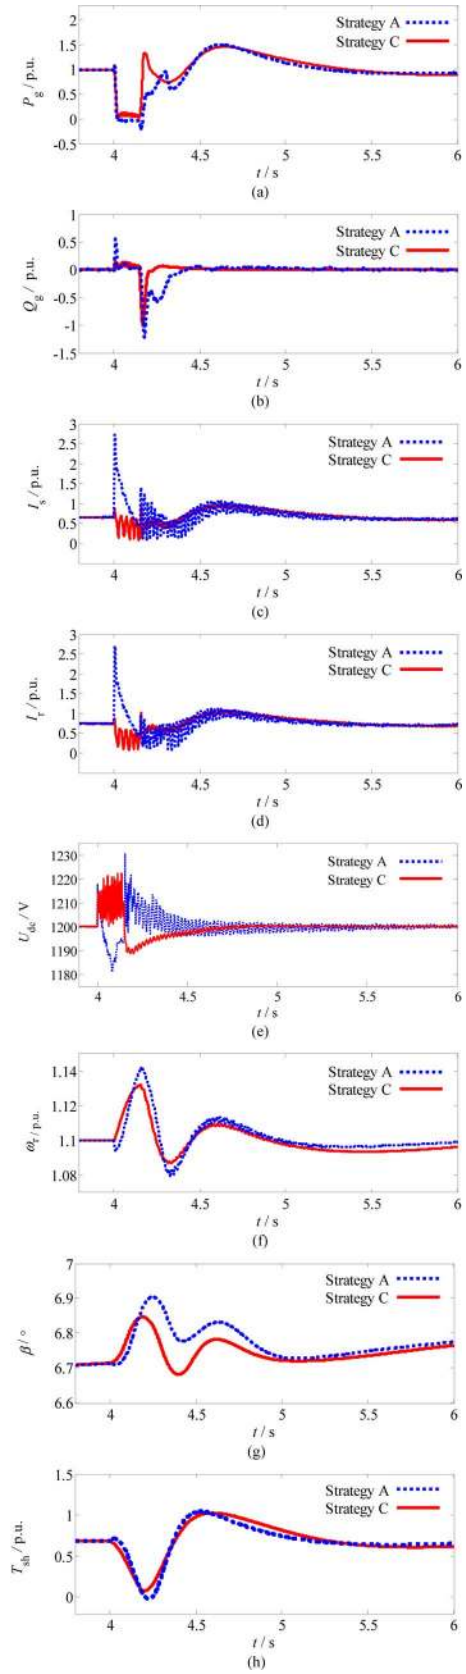 2
1.5
1
0.5
0
-0.5
P_g / p.u.
Strategy A
Strategy C
4 4.5 5 5.5 6
t / s
(a)
1
0.5
0
-0.5
-1
-1.5
Q_g / p.u.
Strategy A
Strategy C
4 4.5 5 5.5 6
t / s
(b)
3
2.5
2
1.5
1
0.5
0
I_s / p.u.
Strategy A
Strategy C
4 4.5 5 5.5 6
t / s
(c)
3
2.5
2
1.5
1
0.5
0
I_r / p.u.
Strategy A
Strategy C
4 4.5 5 5.5 6
t / s
(d)
1230
1220
1210
1200
1190
1180
U_dc / V
Strategy A
Strategy C
4 4.5 5 5.5 6
t / s
(e)
1.14
1.1
1.08
ω_r / p.u.
Strategy A
Strategy C
4 4.5 5 5.5 6
t / s
(f)
7
6.9
6.8
6.7
6.6
β / °
Strategy A
Strategy C
4 4.5 5 5.5 6
t / s
(g)
1.5
1
0.5
0
T_sh / p.u.
Strategy A
Strategy C
4 4.5 5 5.5 6
t / s
(h)